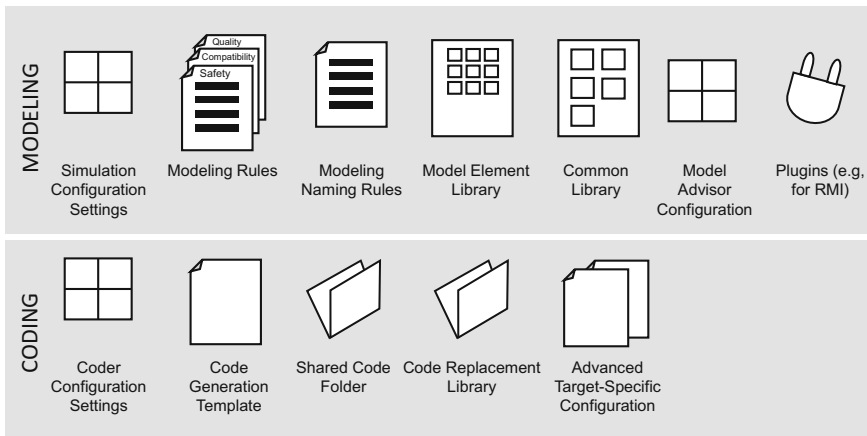 MODELING
Quality
Compatibility
Safety
Simulation
Configuration
Settings
Modeling Rules
Modeling
Naming Rules
Model Element
Library
Common
Library
Model
Advisor
Configuration
Plugins (e.g,
for RMI)
CODING
Coder
Configuration
Settings
Code
Generation
Template
Shared Code
Folder
Code Replacement
Library
Advanced
Target-Specific
Configuration